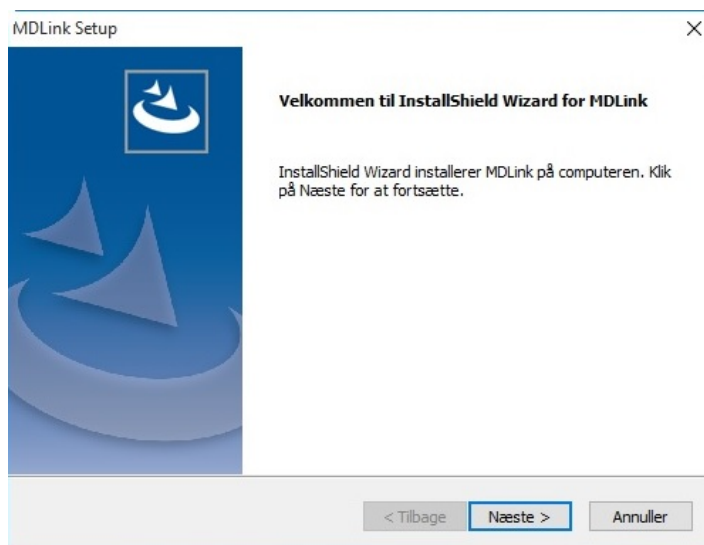 MDLink Setup
Velkommen til InstallShield Wizard for MDLink
InstallShield Wizard installerer MDLink på computeren. Klik
på Næste for at fortsætte.
< Tilbage
Næste >
Annuller